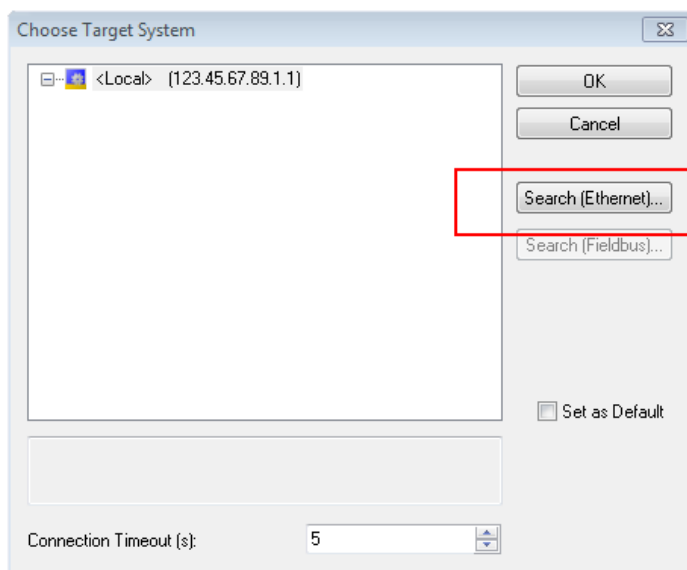 Choose Target System
<Local> (123.45.67.89.1.1)
OK
Cancel
Search (Ethernet)...
Search (Fieldbus)...
Set as Default
Connection Timeout (s): 5